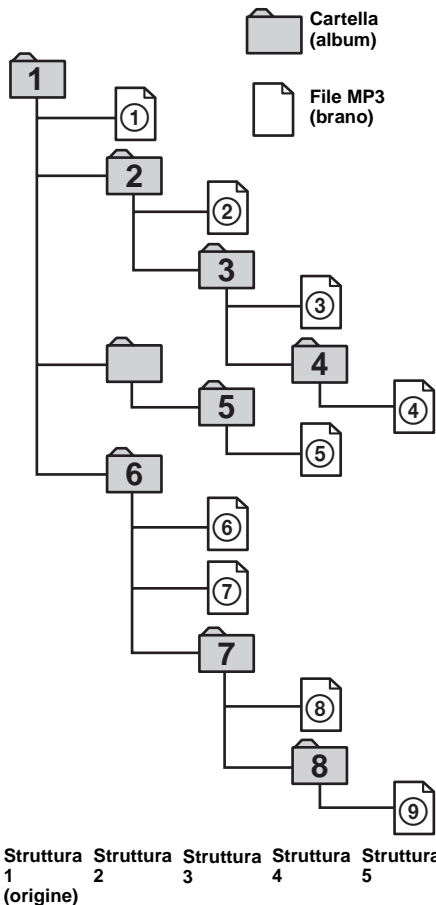 Cartella
(album)
File MP3
(brano)
1
①
2
②
3
③
4
④
5
⑤
6
⑥
⑦
7
⑧
8
⑨
Struttura 1 (origine)
Struttura 2
Struttura 3
Struttura 4
Struttura 5